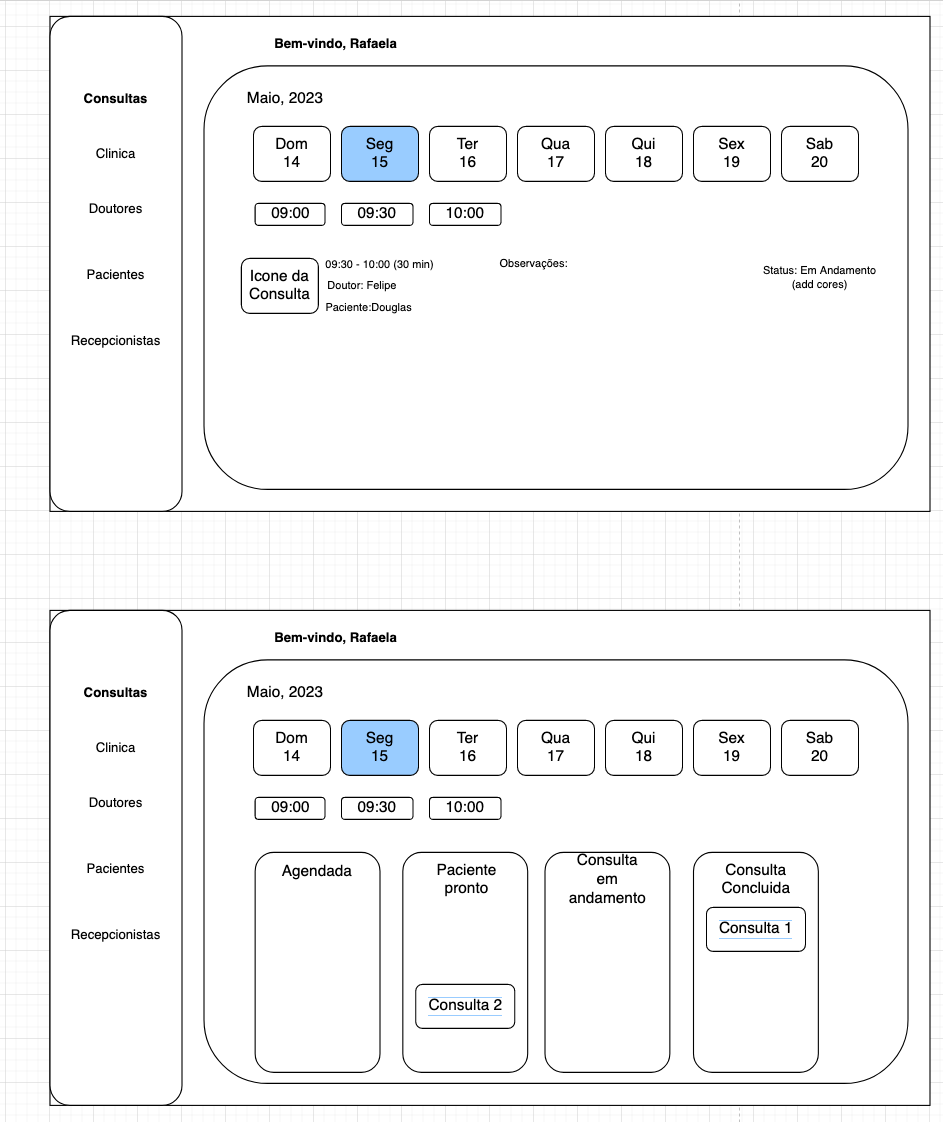 Bem-vindo, Rafaela
Consultas
Clinica
Doutores
Pacientes
Recepcionistas
Maio, 2023
Dom
14
Seg
15
Ter
16
Qua
17
Qui
18
Sex
19
Sab
20
09:00
09:30
10:00
Icone da
Consulta
09:30 - 10:00 (30 min)
Doutor: Felipe
Paciente:Douglas
Observações:
Status: Em Andamento
(add cores)
Bem-vindo, Rafaela
Consultas
Clinica
Doutores
Pacientes
Recepcionistas
Maio, 2023
Dom
14
Seg
15
Ter
16
Qua
17
Qui
18
Sex
19
Sab
20
09:00
09:30
10:00
Agendada
Paciente
pronto
Consulta 2
Consulta
em
andamento
Consulta
Concluida
Consulta 1